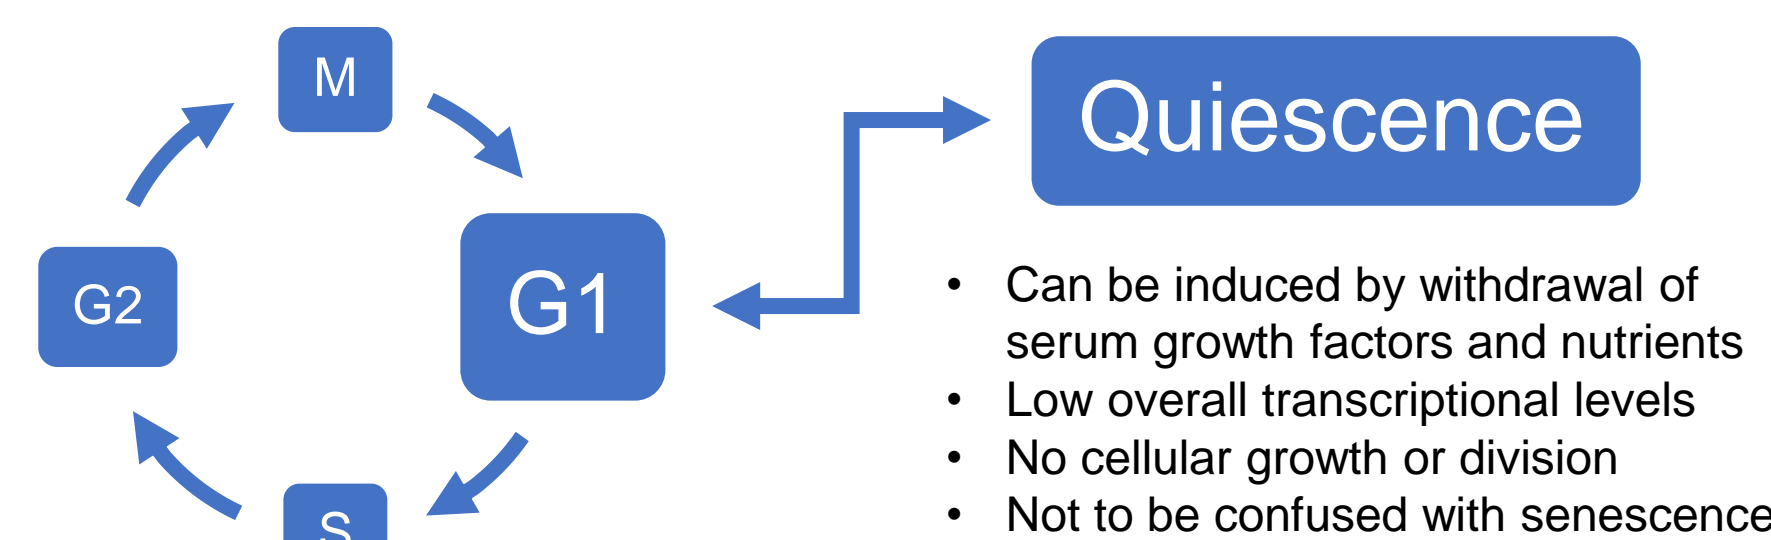 M
Quiescence
G1
G2
• Can be induced by withdrawal of
serum growth factors and nutrients
• Low overall transcriptional levels
• No cellular growth or division
• Not to be confused with senescence
S